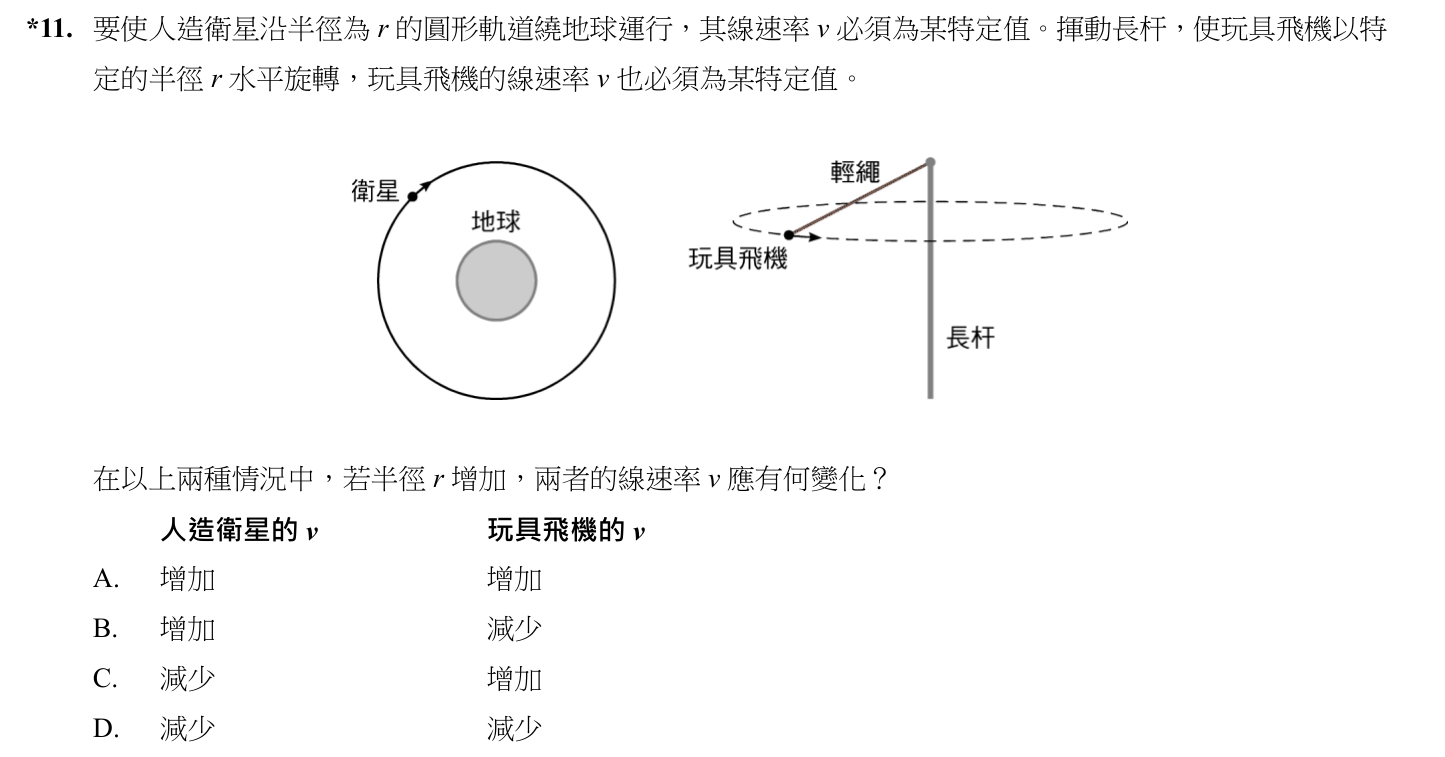 *11. 要使人造衛星沿半徑為 r 的圓形軌道繞地球運行，其線速率 v 必須為某特定值。揮動長杆，使玩具飛機以特
定的半徑 r 水平旋轉，玩具飛機的線速率 v 也必須為某特定值。
輕繩
衛星
地球
玩具飛機
長杆
在以上兩種情況中，若半徑 r 增加，兩者的線速率 v 應有何變化？
人造衛星的 v 玩具飛機的 v
A. 增加 增加
B. 增加 減少
C. 減少 增加
D. 減少 減少